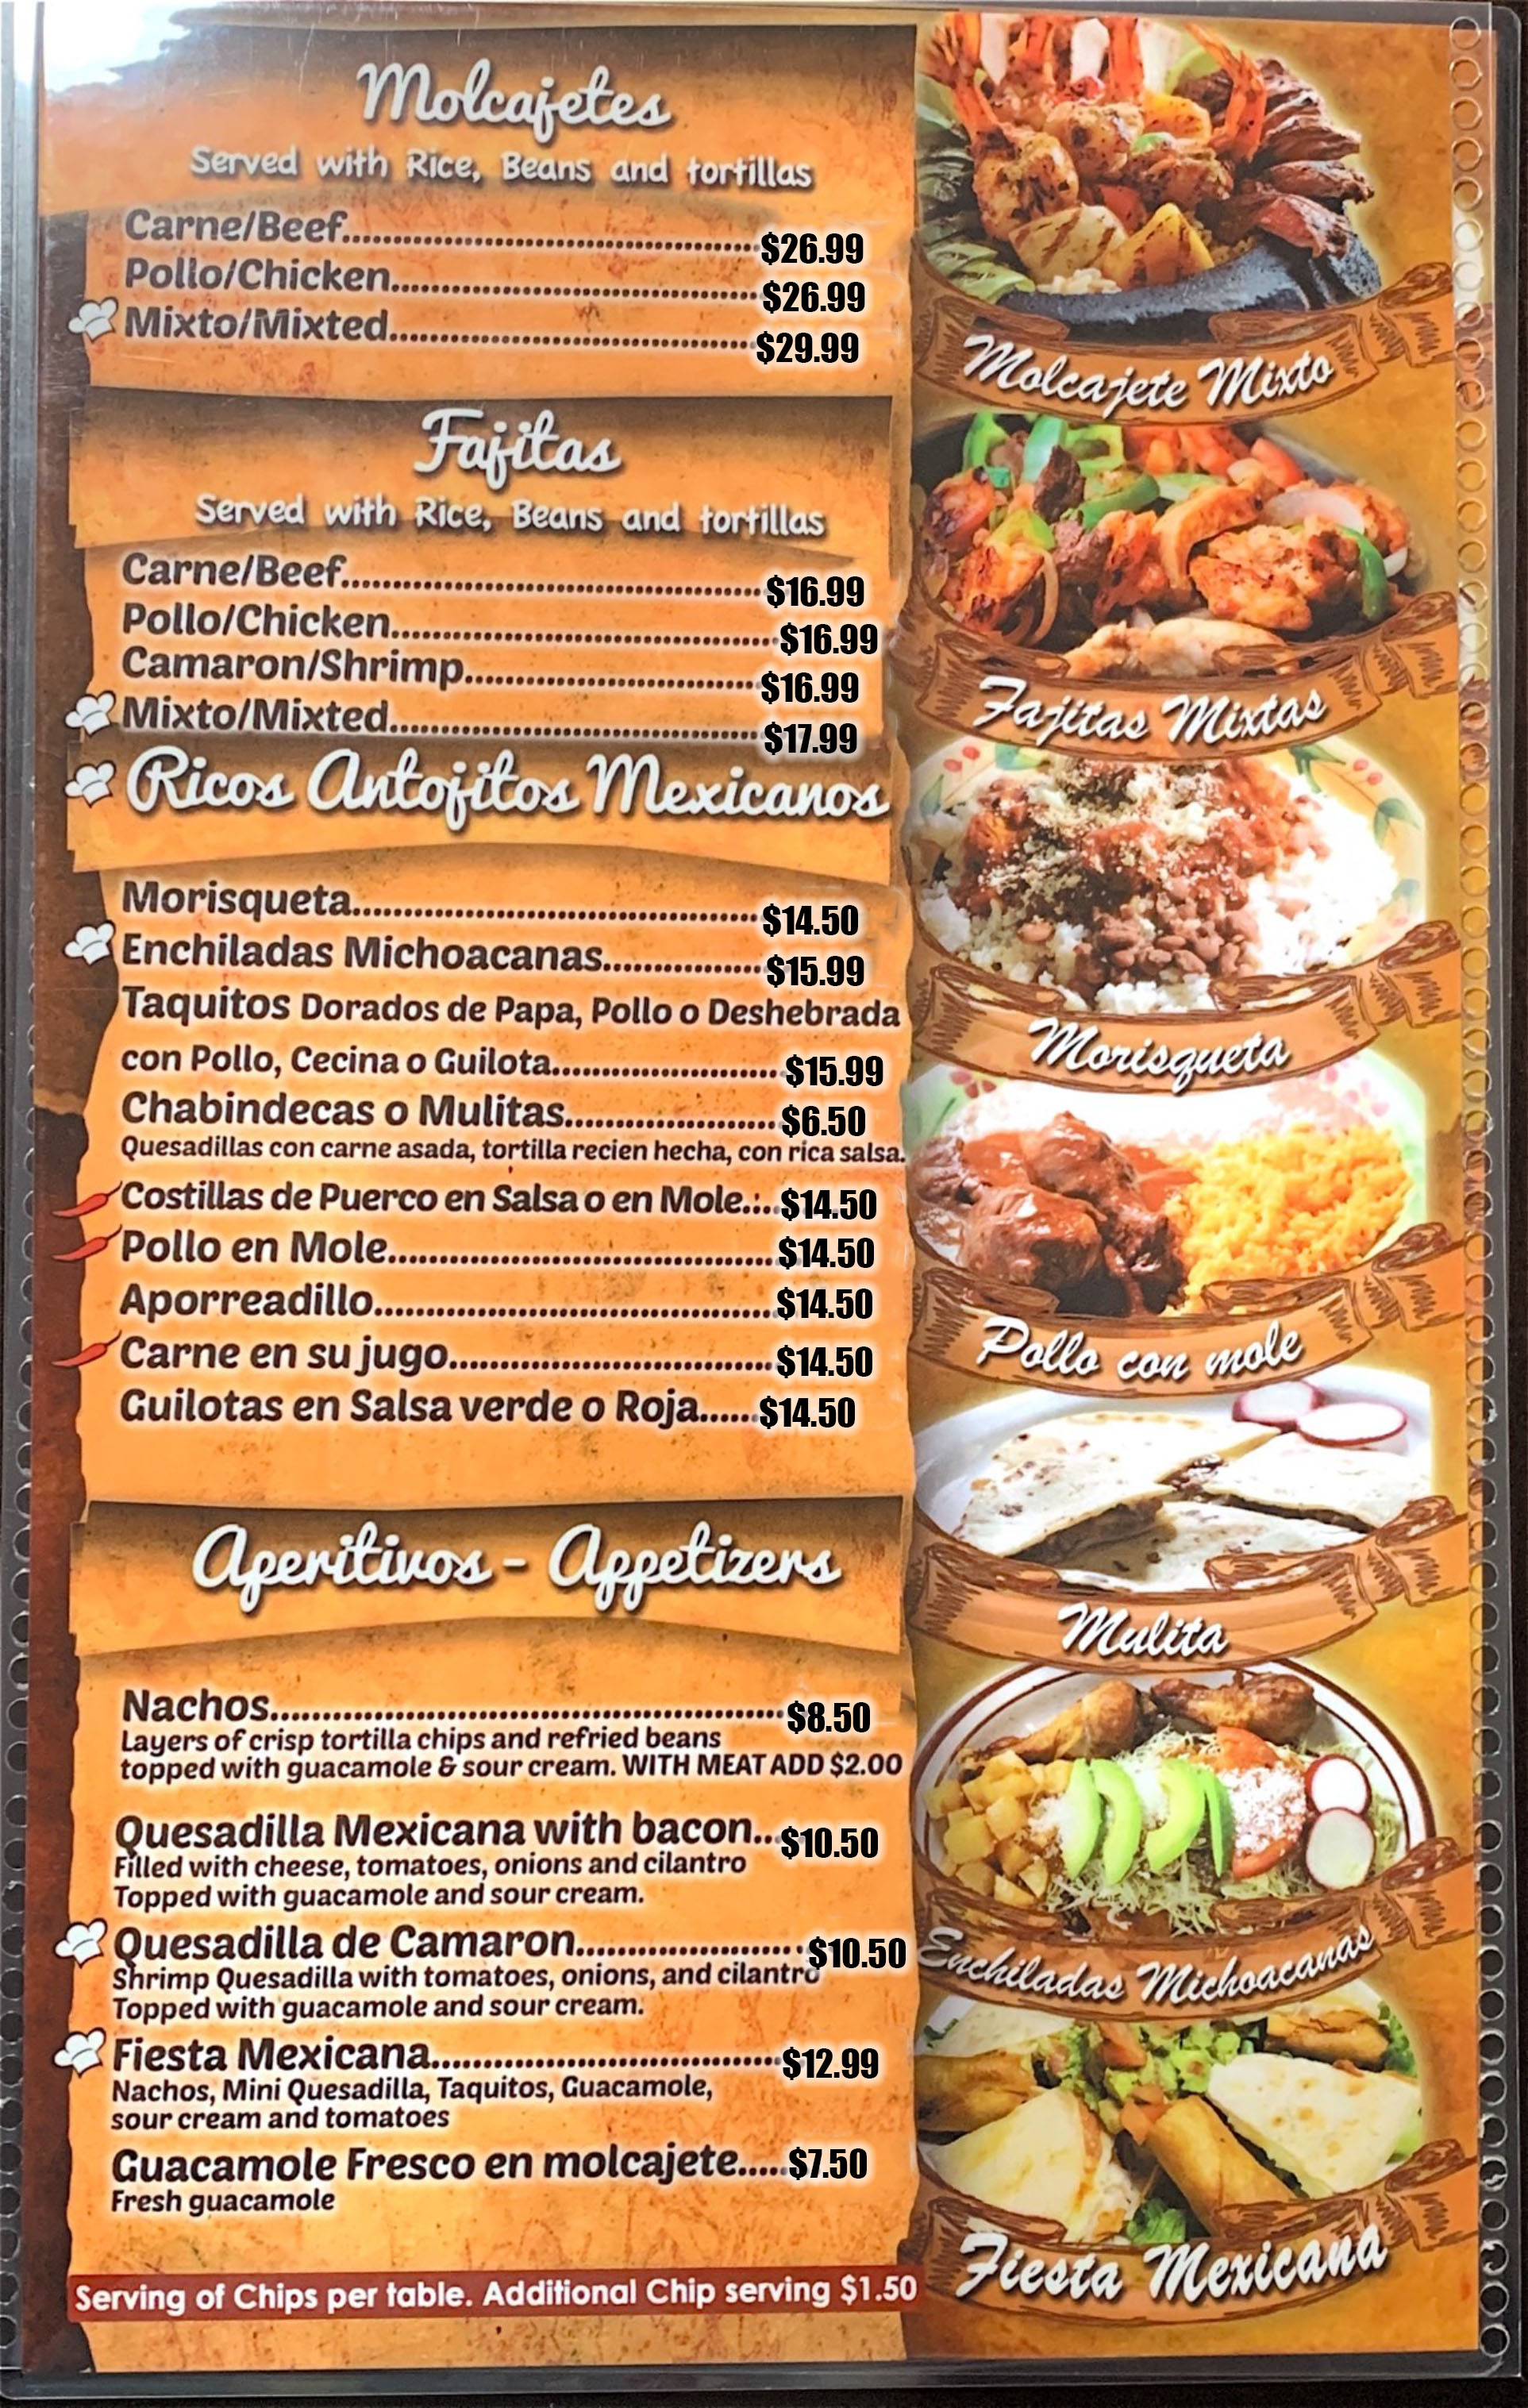 Molcajetes
Served with Rice, Beans and tortillas
Carne/Beef........................................$26.99
Pollo/Chicken....................................$26.99
Mixto/Mixted....................................$29.99
Molcajete Mixto
Fajitas
Served with Rice, Beans and tortillas
Carne/Beef........................................$16.99
Pollo/Chicken.....................................$16.99
Camaron/Shrimp............................$16.99
Mixto/Mixted....................................$17.99
Fajitas Mixtas
Ricos Antojitos Mexicanos
Morisqueta.......................................$14.50
Enchiladas Michoacanas...............$15.99
Taquitos Dorados de Papa, Pollo o Deshebrada
con Pollo, Cecina o Guilota......................$15.99
Chabindecas o Mulitas....................$6.50
Quesadillas con carne asada, tortilla recien hecha, con rica salsa.
Costillas de Puerco en Salsa o en Mole.:..$14.50
Pollo en Mole.....................................$14.50
Aporreadillo......................................$14.50
Carne en su jugo...............................$14.50
Guilotas en Salsa verde o Roja......$14.50
Morisqueta
Pollo con mole
Mulita
Aperitivos - Appetizers
Nachos.................................................$8.50
Layers of crisp tortilla chips and refried beans
topped with guacamole & sour cream. WITH MEAT ADD $2.00
Quesadilla Mexicana with bacon...$10.50
Filled with cheese, tomatoes, onions and cilantro
Topped with guacamole and sour cream.
Quesadilla de Camaron......................$10.50
Shrimp Quesadilla with tomatoes, onions, and cilantro
Topped with guacamole and sour cream.
Fiesta Mexicana..................................$12.99
Nachos, Mini Quesadilla, Taquitos, Guacamole,
sour cream and tomatoes
Guacamole Fresco en molcajete.....$7.50
Fresh guacamole
Enchiladas Michoacanas
Fiesta Mexicana
Serving of Chips per table. Additional Chip serving $1.50